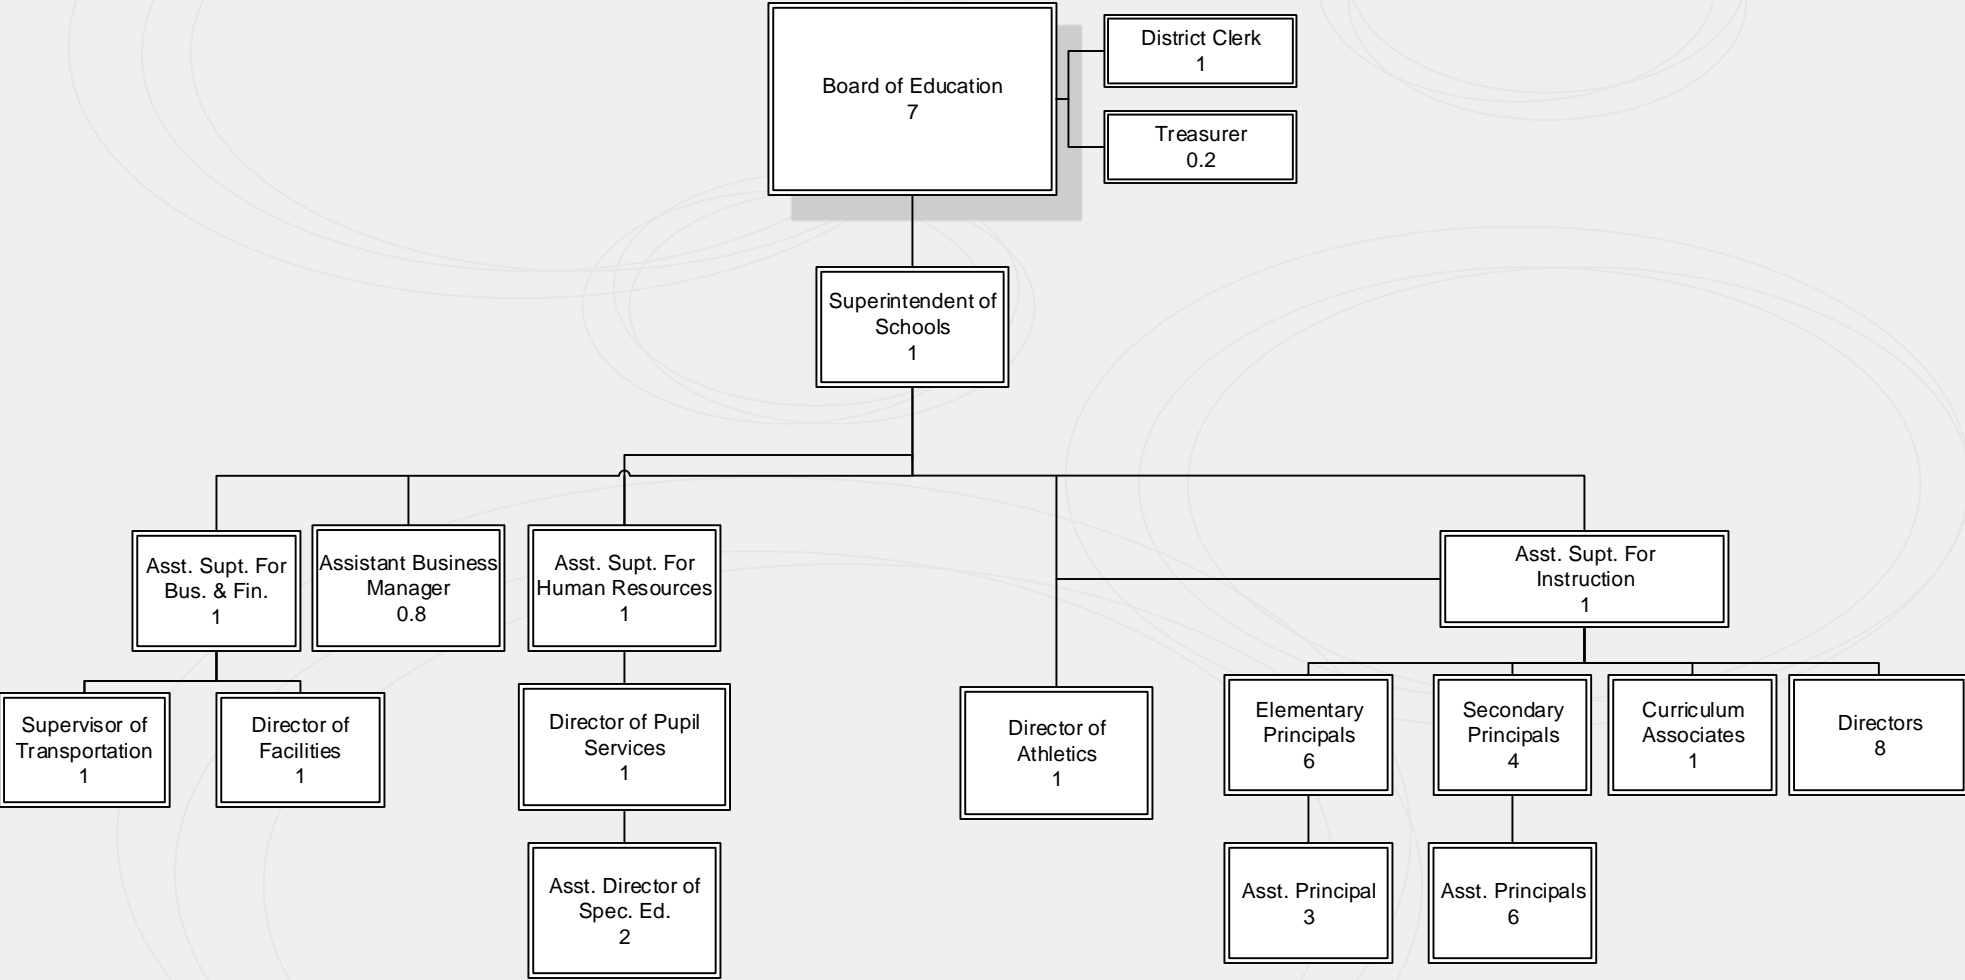 Board of Education
7
District Clerk
1
Treasurer
0.2
Superintendent of
Schools
1
Asst. Supt. For
Bus. & Fin.
1
Assistant Business
Manager
0.8
Asst. Supt. For
Human Resources
1
Asst. Supt. For
Instruction
1
Supervisor of
Transportation
1
Director of
Facilities
1
Director of Pupil
Services
1
Director of
Athletics
1
Elementary
Principals
6
Secondary
Principals
4
Curriculum
Associates
1
Directors
8
Asst. Director of
Spec. Ed.
2
Asst. Principal
3
Asst. Principals
6